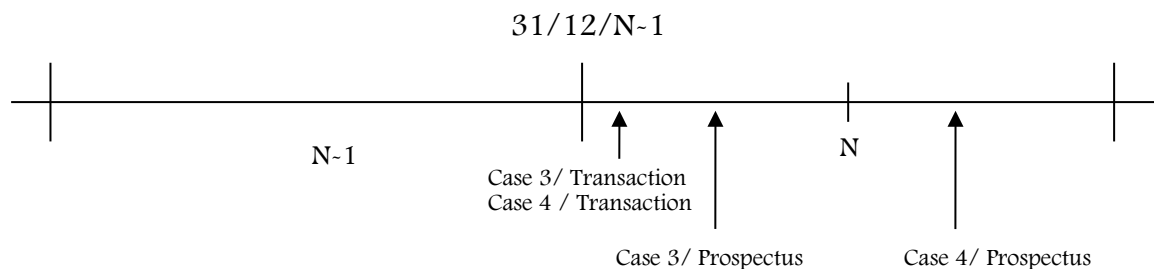 31/12/N-1
N-1
N
Case 3/ Transaction
Case 4 / Transaction
Case 3/ Prospectus
Case 4/ Prospectus